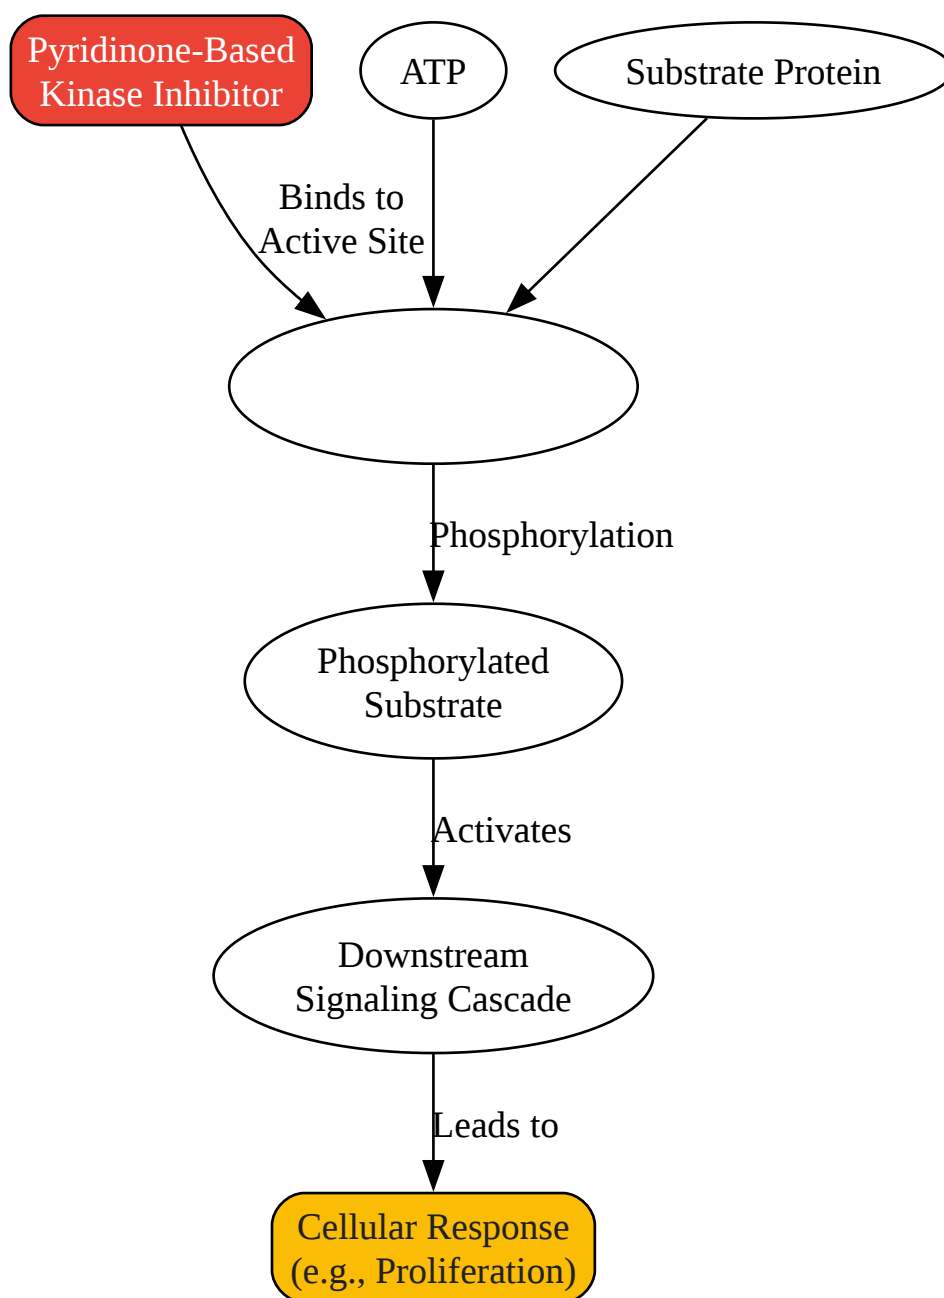 Pyridinone-Based
Kinase Inhibitor
ATP
Substrate Protein
Binds to
Active Site
Phosphorylation
Phosphorylated
Substrate
Activates
Downstream
Signaling Cascade
Leads to
Cellular Response
(e.g., Proliferation)